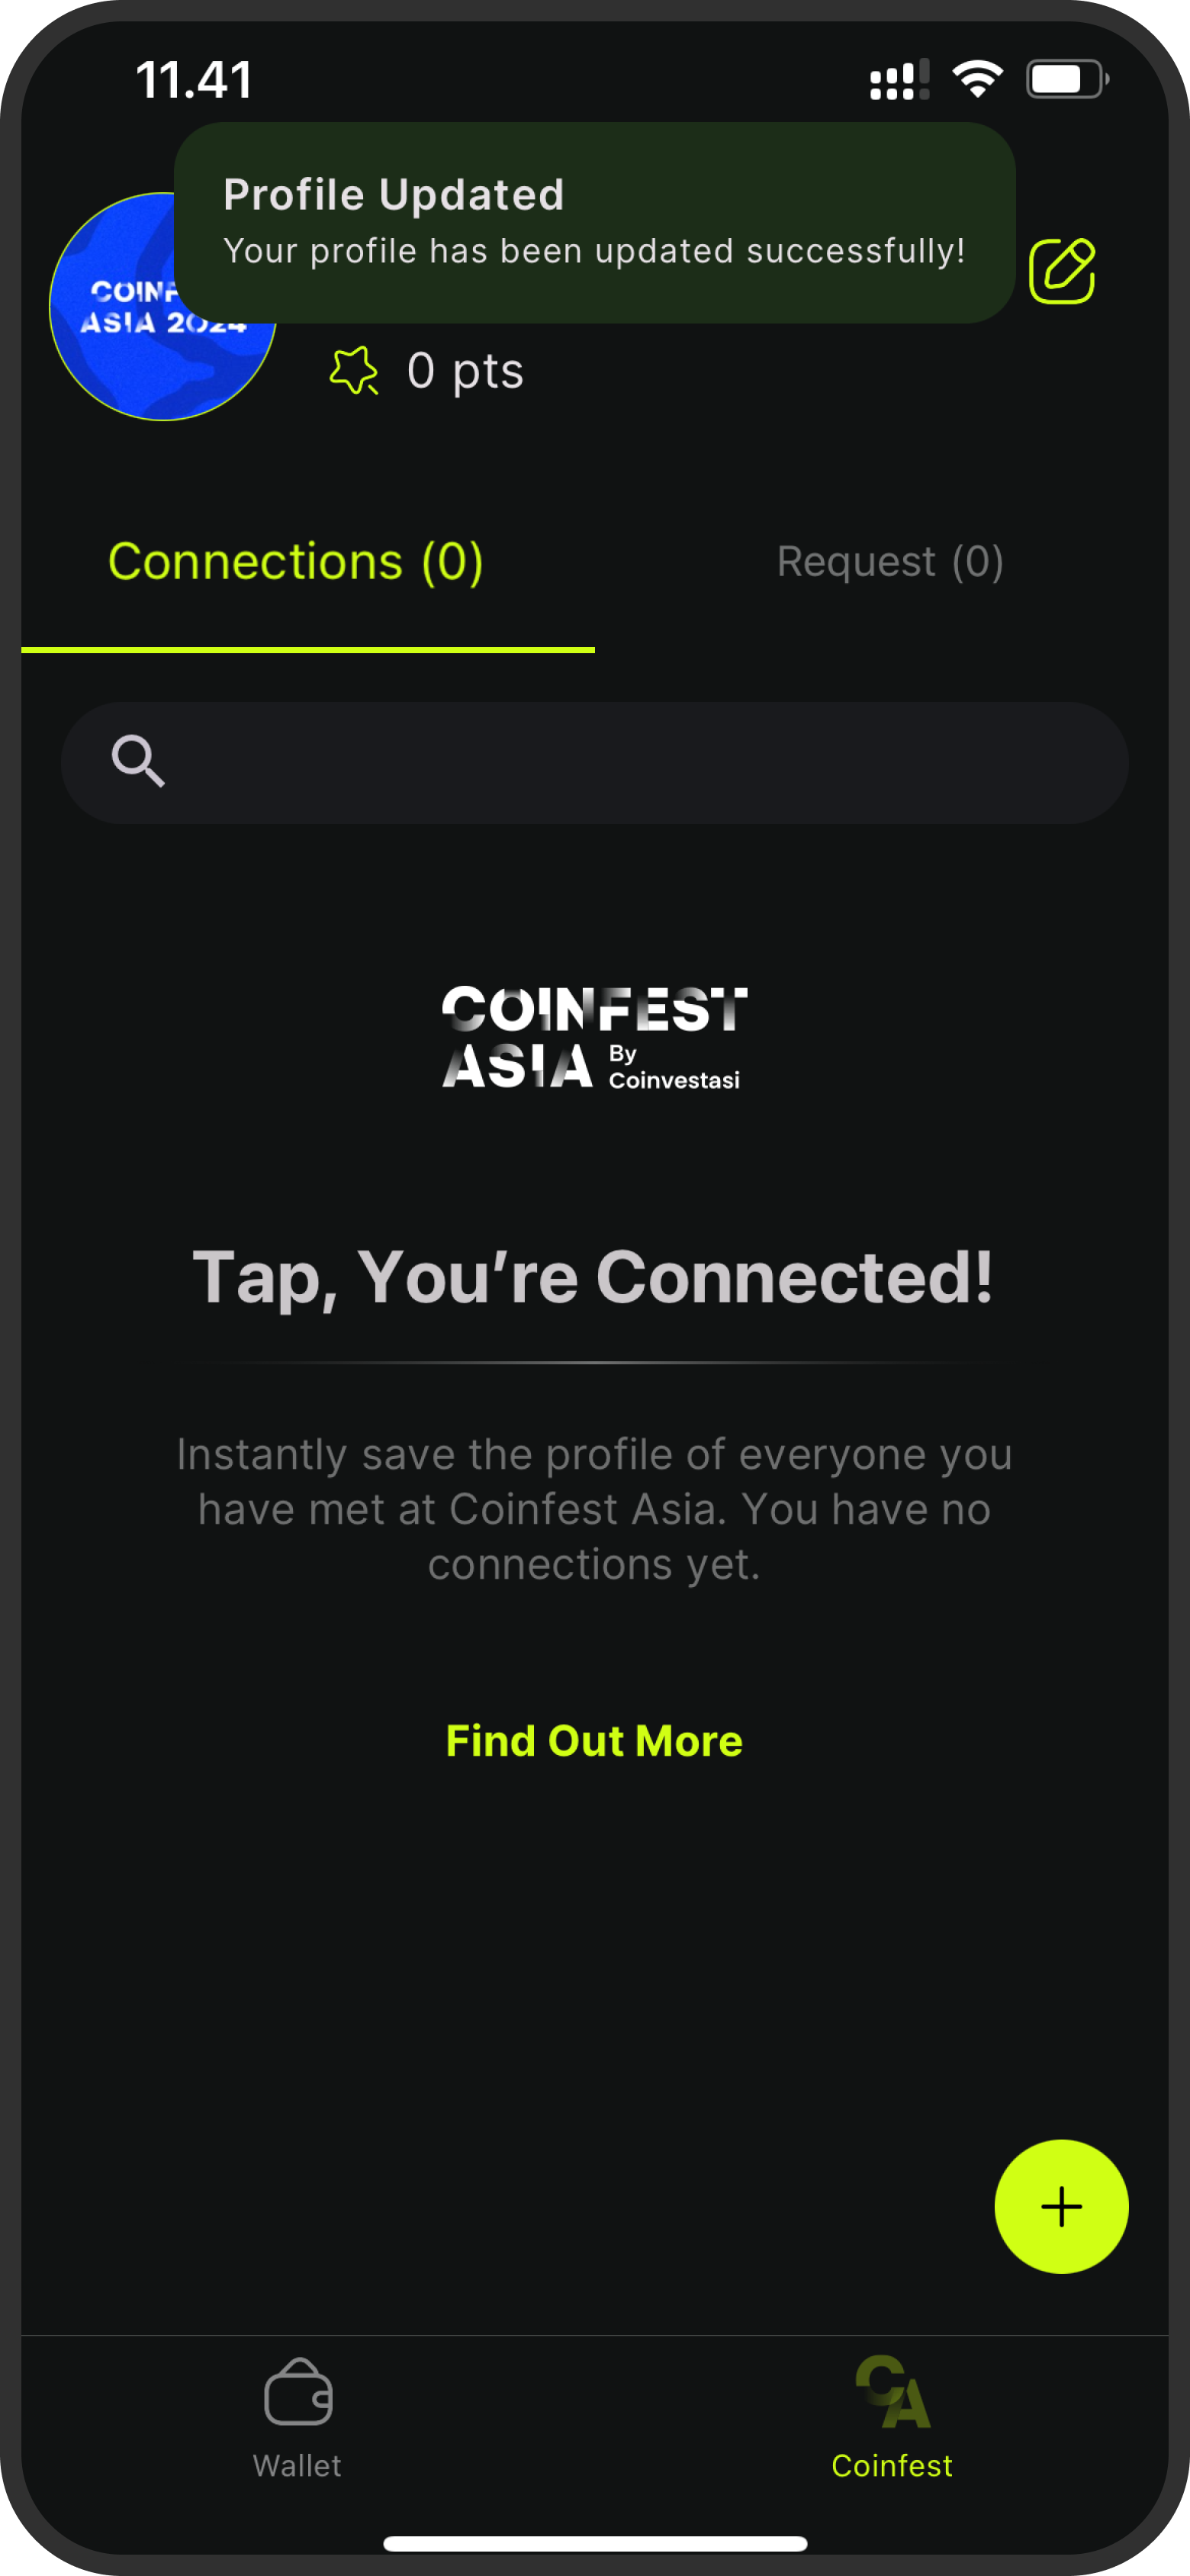 11.41
Profile Updated
Your profile has been updated successfully!
COINF
ASIA 2024
0 pts
Connections (0)
Request (0)
COINFEST
ASIA By
Coinvestasi
Tap, You’re Connected!
Instantly save the profile of everyone you
have met at Coinfest Asia. You have no
connections yet.
Find Out More
CA
Wallet
Coinfest